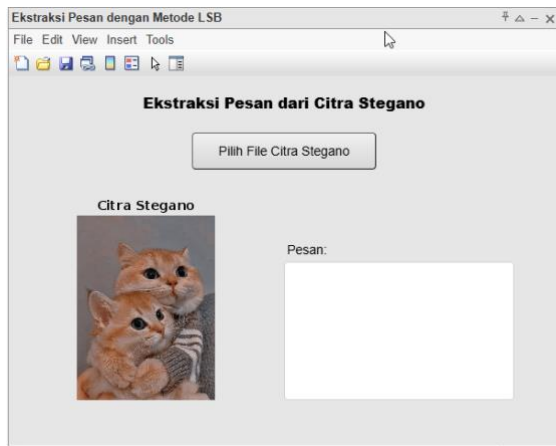 Ekstraksi Pesan dengan Metode LSB
File Edit View Insert Tools
Ekstraksi Pesan dari Citra Stegano
Pilih File Citra Stegano
Citra Stegano
Pesan: